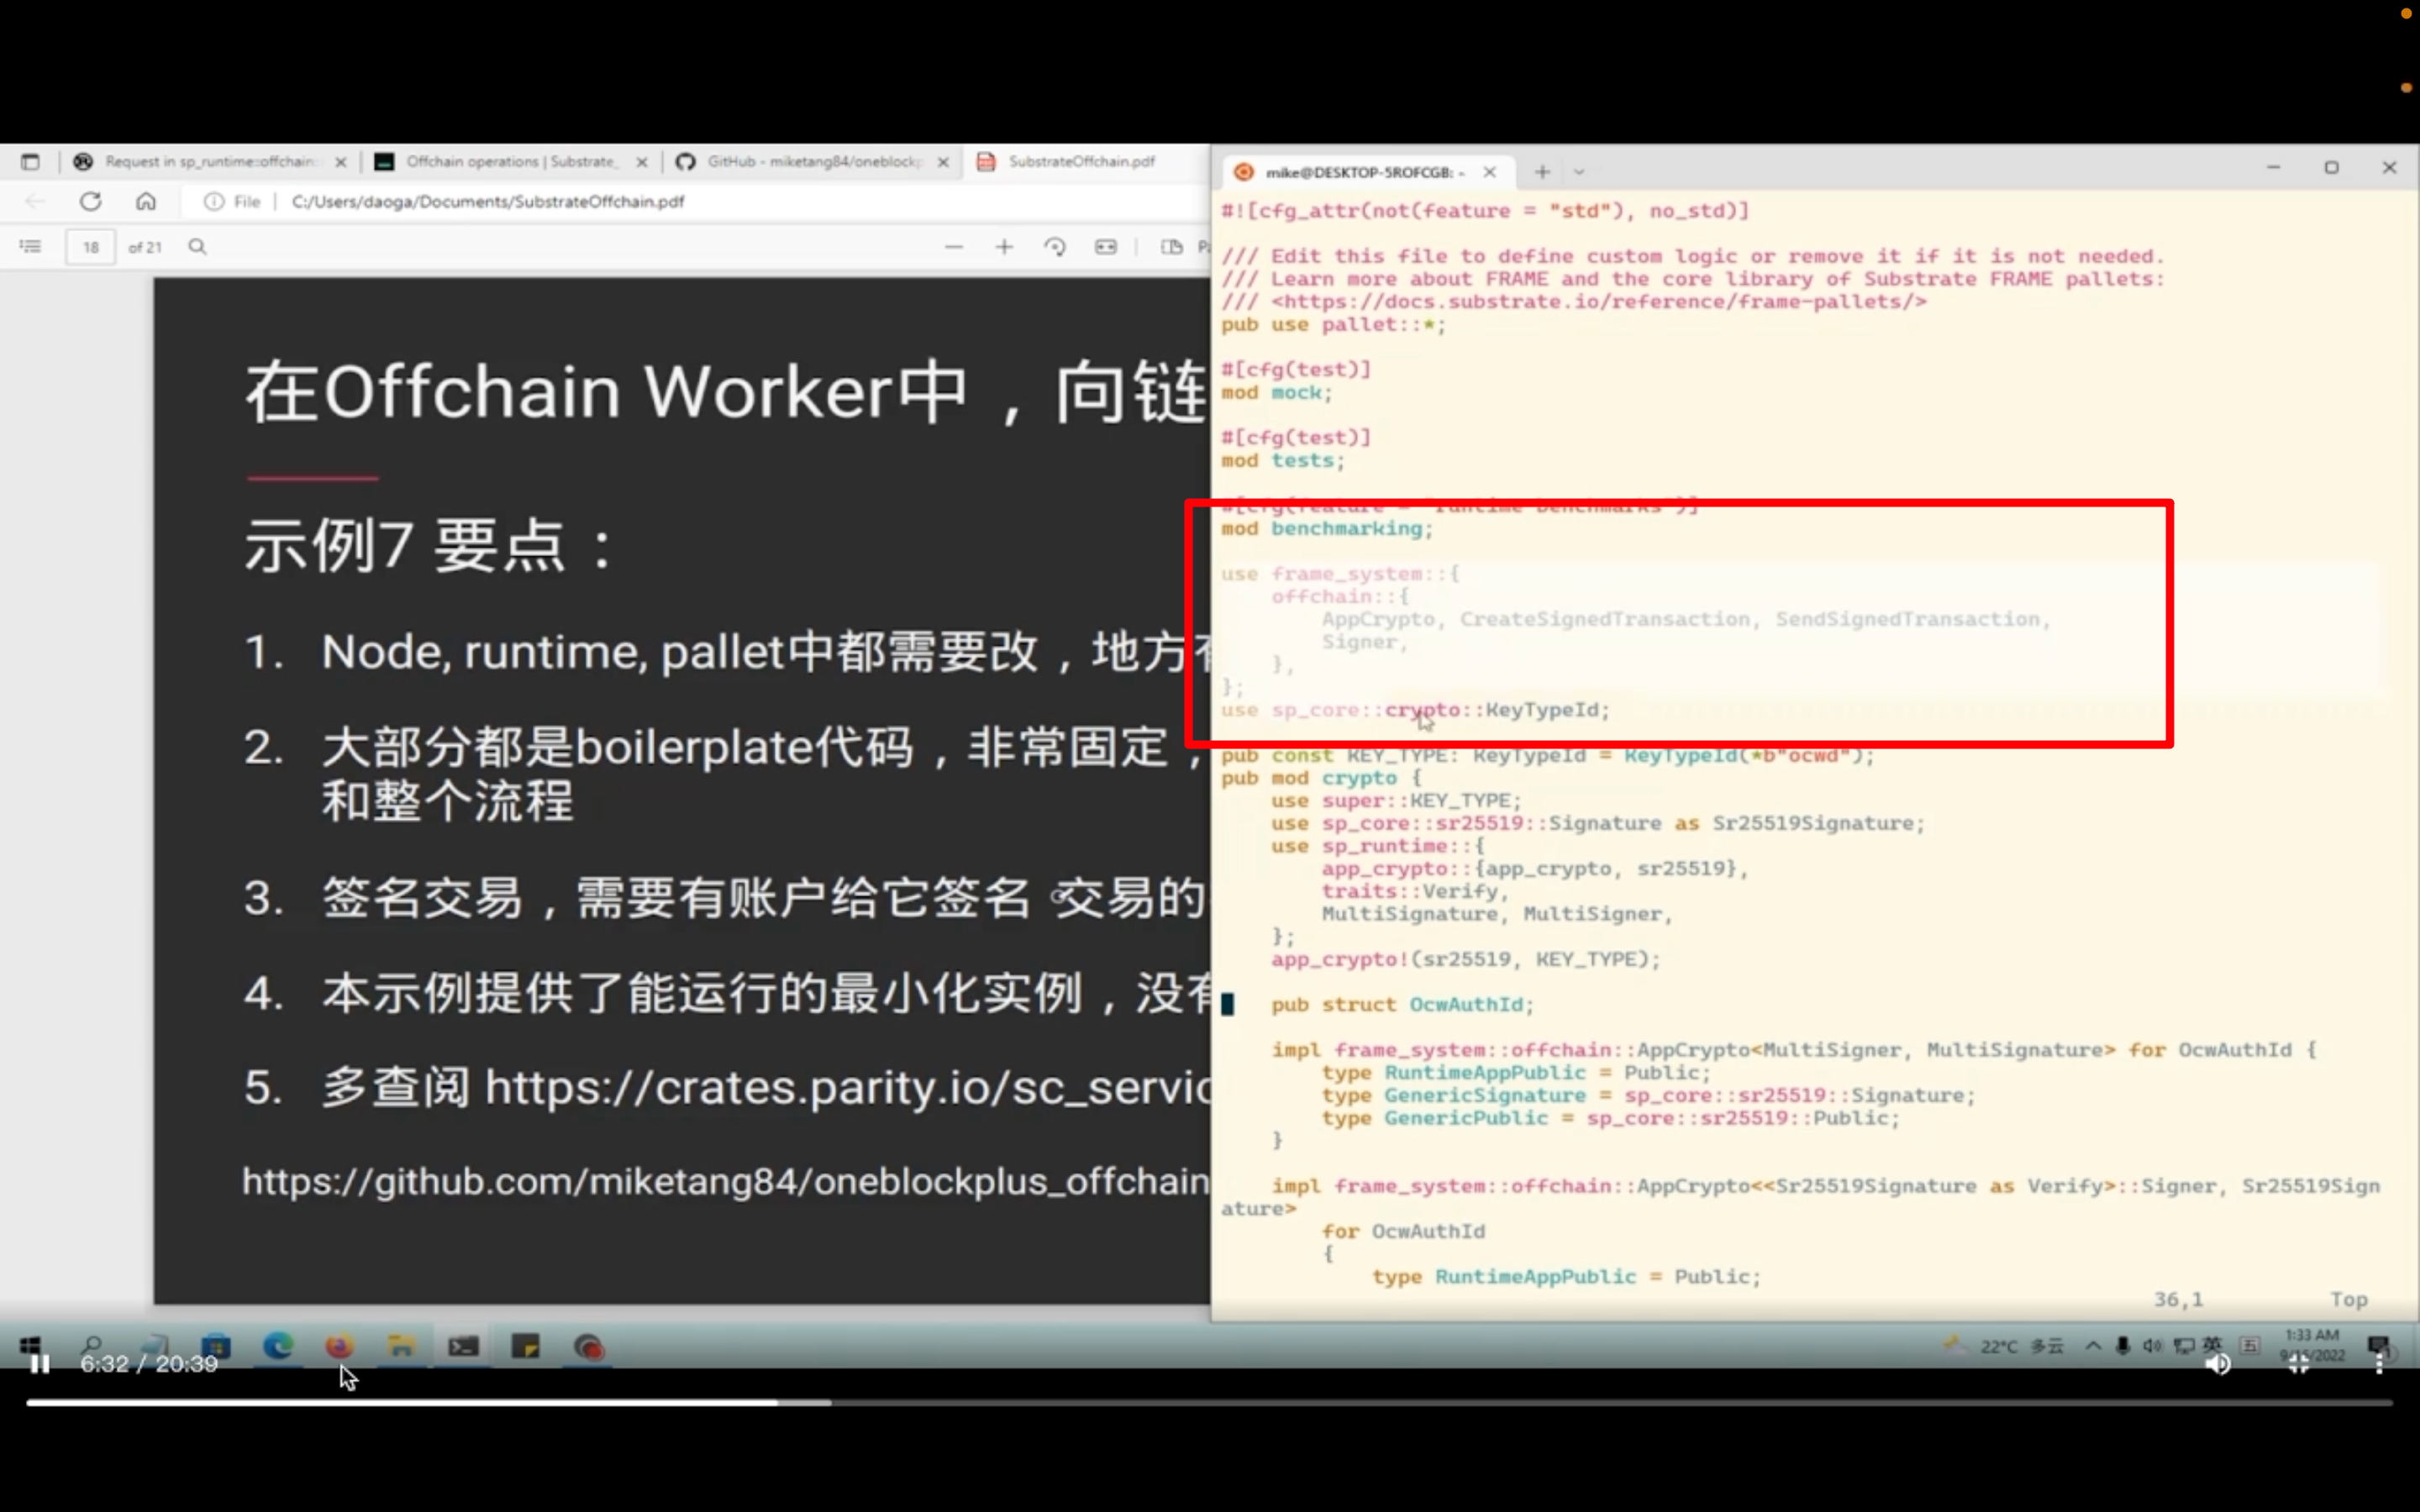 Request in sp_runtime::offchain:
Offchain operations | Substrate_
GitHub - miketang84/oneblockp
SubstrateOffchain.pdf
File
C:/Users/daoga/Documents/SubstrateOffchain.pdf
18 of 21
在Offchain Worker中，向链
示例7 要点：
1. Node, runtime, pallet中都需要改，地方
2. 大部分都是boilerplate代码，非常固定，
和整个流程
3. 签名交易，需要有账户给它签名 交易的
4. 本示例提供了能运行的最小化实例，没有
5. 多查阅 https://crates.parity.io/sc_servic
https://github.com/miketang84/oneblockplus_offchain
mike@DESKTOP-5ROFCGB: ~
#![cfg_attr(not(feature = "std"), no_std)]
/// Edit this file to define custom logic or remove it if it is not needed.
/// Learn more about FRAME and the core library of Substrate FRAME pallets:
/// <https://docs.substrate.io/reference/frame-pallets/>
pub use pallet::*;
#[cfg(test)]
mod mock;
#[cfg(test)]
mod tests;
#[cfg(feature = "runtime-benchmarks")]
mod benchmarking;
use frame_system::{
offchain::{
AppCrypto, CreateSignedTransaction, SendSignedTransaction,
Signer,
},
};
use sp_core::crypto::KeyTypeId;
pub const KEY_TYPE: KeyTypeId = KeyTypeId(*b"ocwd");
pub mod crypto {
use super::KEY_TYPE;
use sp_core::sr25519::Signature as Sr25519Signature;
use sp_runtime::{
app_crypto::{app_crypto, sr25519},
traits::Verify,
MultiSignature, MultiSigner,
};
app_crypto!(sr25519, KEY_TYPE);
pub struct OcwAuthId;
impl frame_system::offchain::AppCrypto<MultiSigner, MultiSignature> for OcwAuthId {
type RuntimeAppPublic = Public;
type GenericSignature = sp_core::sr25519::Signature;
type GenericPublic = sp_core::sr25519::Public;
}
impl frame_system::offchain::AppCrypto<<Sr25519Signature as Verify>::Signer, Sr25519Sign
ature>
for OcwAuthId
{
type RuntimeAppPublic = Public;
36,1 Top
6:32 / 20:39
22°C 多云
英
五
1:33 AM
9/15/2022